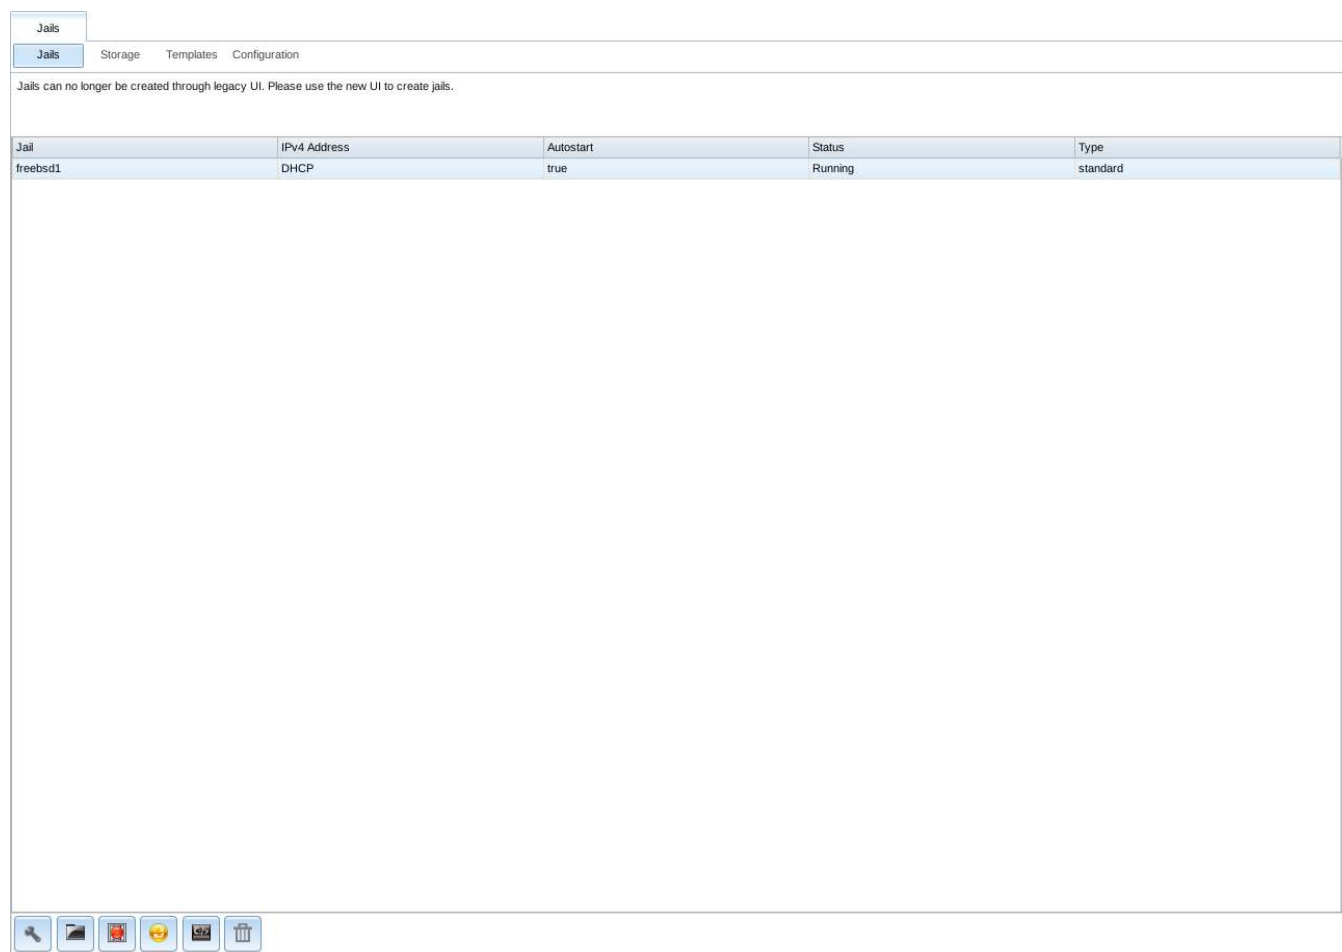 Jails
Jails Storage Templates Configuration
Jails can no longer be created through legacy UI. Please use the new UI to create jails.
Jail IPv4 Address Autostart Status Type
freebsd1 DHCP true Running standard